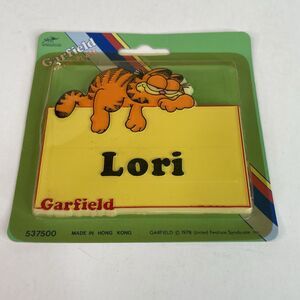 Garfield
Lori
Garfield
537500 MADE IN HONG KONG GARFIELD © 1978 United Feature Syndicate, Inc.